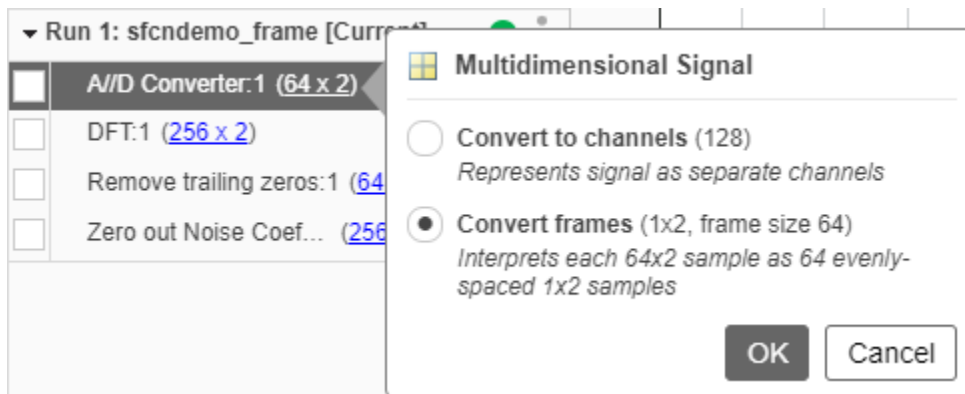 Run 1: sfcndemo_frame [Current]
A//D Converter:1 (64 x 2)
DFT:1 (256 x 2)
Remove trailing zeros:1 (64
Zero out Noise Coef... (256
Multidimensional Signal
Convert to channels (128)
Represents signal as separate channels
Convert frames (1x2, frame size 64)
Interprets each 64x2 sample as 64 evenly-
spaced 1x2 samples
OK Cancel